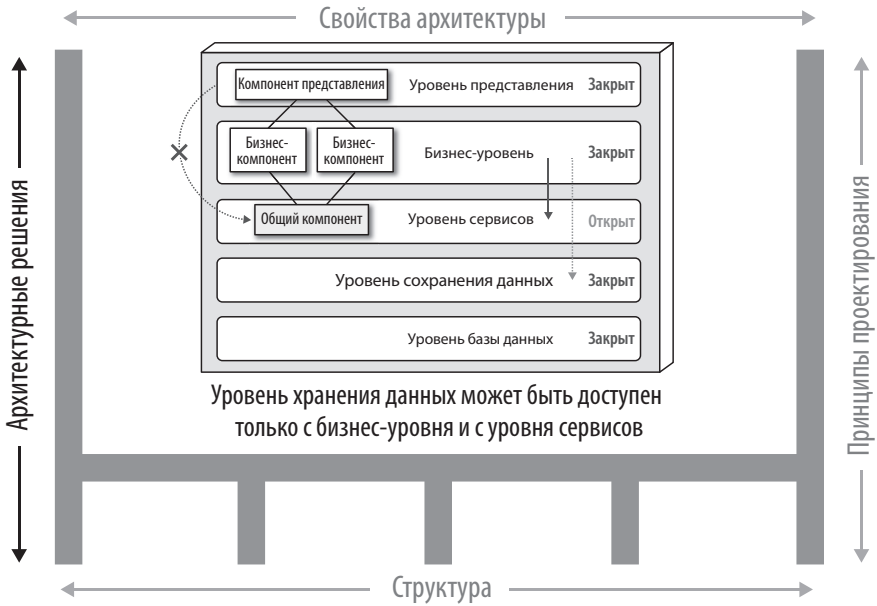 Свойства архитектуры
Компонент представления
Уровень представления
Закрыт
Бизнес-
компонент
Бизнес-
компонент
Бизнес-уровень
Закрыт
Общий компонент
Уровень сервисов
Открыт
Уровень сохранения данных
Закрыт
Уровень базы данных
Закрыт
Уровень хранения данных может быть доступен
только с бизнес-уровня и с уровня сервисов
Архитектурные решения
Принципы проектирования
Структура